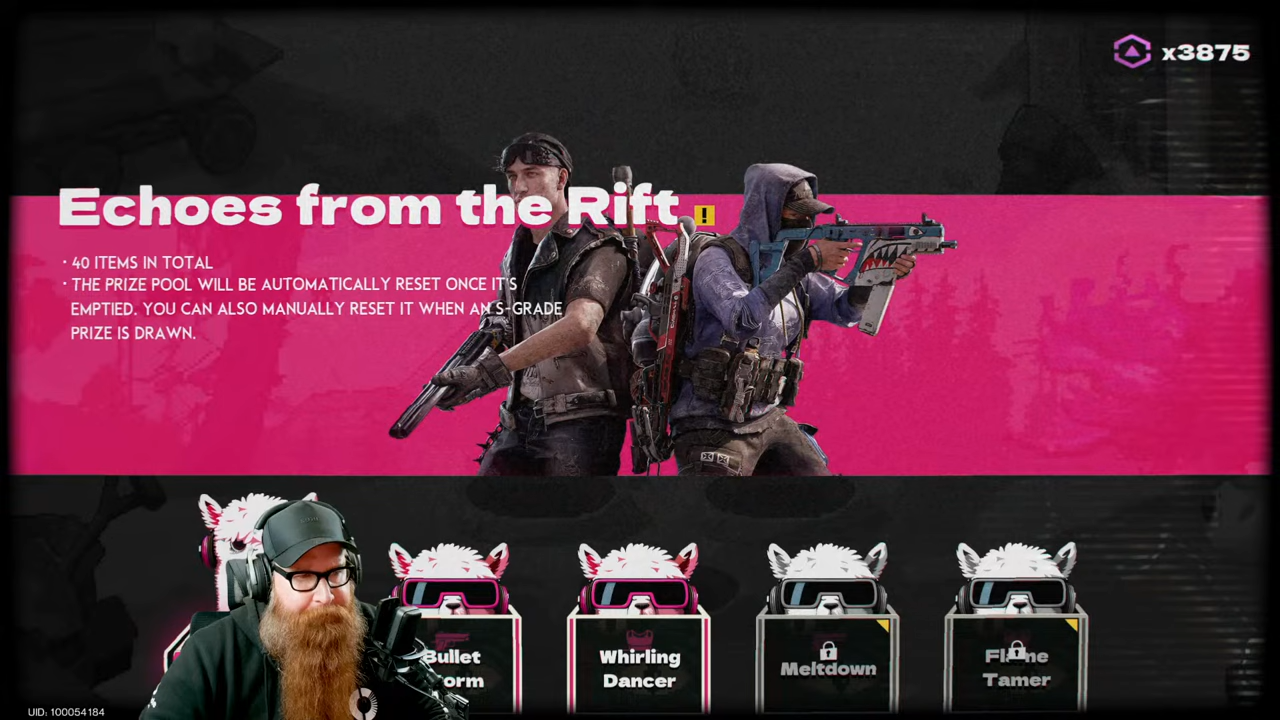 x3875
Echoes from the Rift
· 40 ITEMS IN TOTAL
· THE PRIZE POOL WILL BE AUTOMATICALLY RESET ONCE IT'S
EMPTIED. YOU CAN ALSO MANUALLY RESET IT WHEN AN S-GRADE
PRIZE IS DRAWN.
Bullet
Whirling
Dancer
Meltdown
Tamer
UID: 100054184